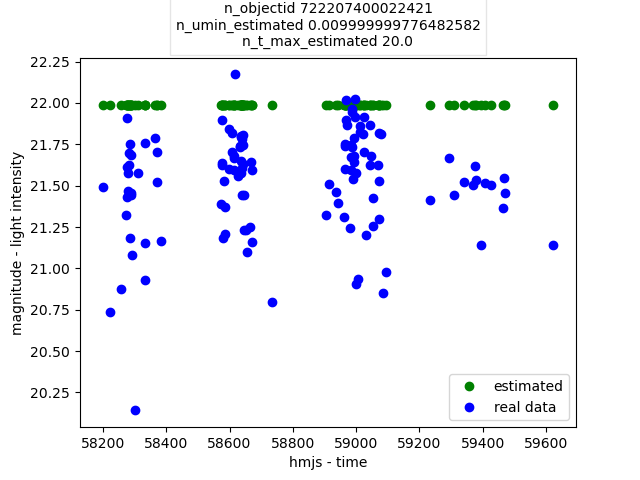 n_objectid 722207400022421
n_umin_estimated 0.009999999776482582
n_t_max_estimated 20.0
22.25
22.00
21.75
21.50
21.25
21.00
20.75
20.50
20.25
magnitude - light intensity
estimated
real data
58200 58400 58600 58800 59000 59200 59400 59600
hmjs - time